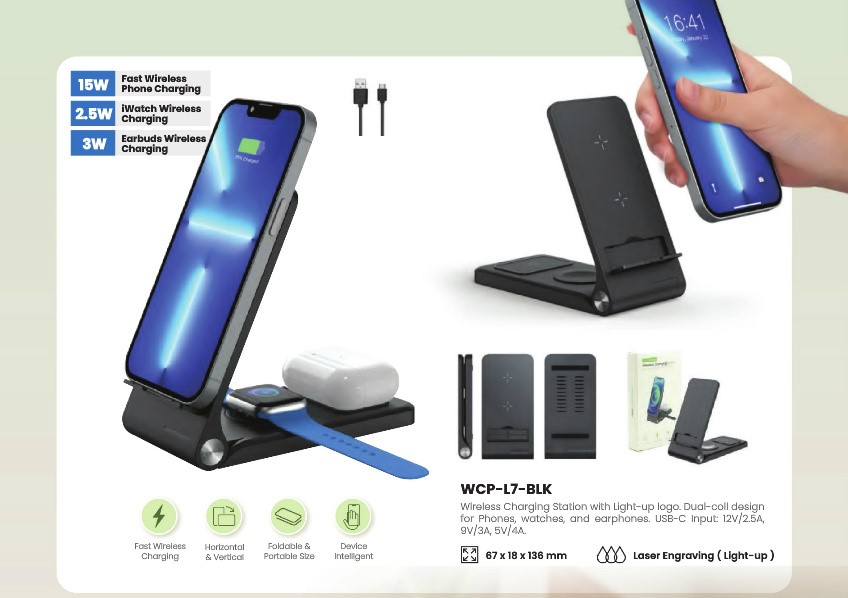 15W
Fast Wireless
Phone Charging
2.5W
iWatch Wireless
Charging
3W
Earbuds Wireless
Charging
16:41
WCP-L7-BLK
Wireless Charging Station with Light-up logo. Dual-coil design
for Phones, watches, and earphones. USB-C Input: 12V/2.5A,
9V/3A, 5V/4A.
Fast Wireless
Charging
Horizontal
& Vertical
Foldable &
Portable Size
Device
Intelligent
67 x 18 x 136 mm
Laser Engraving ( Light-up )